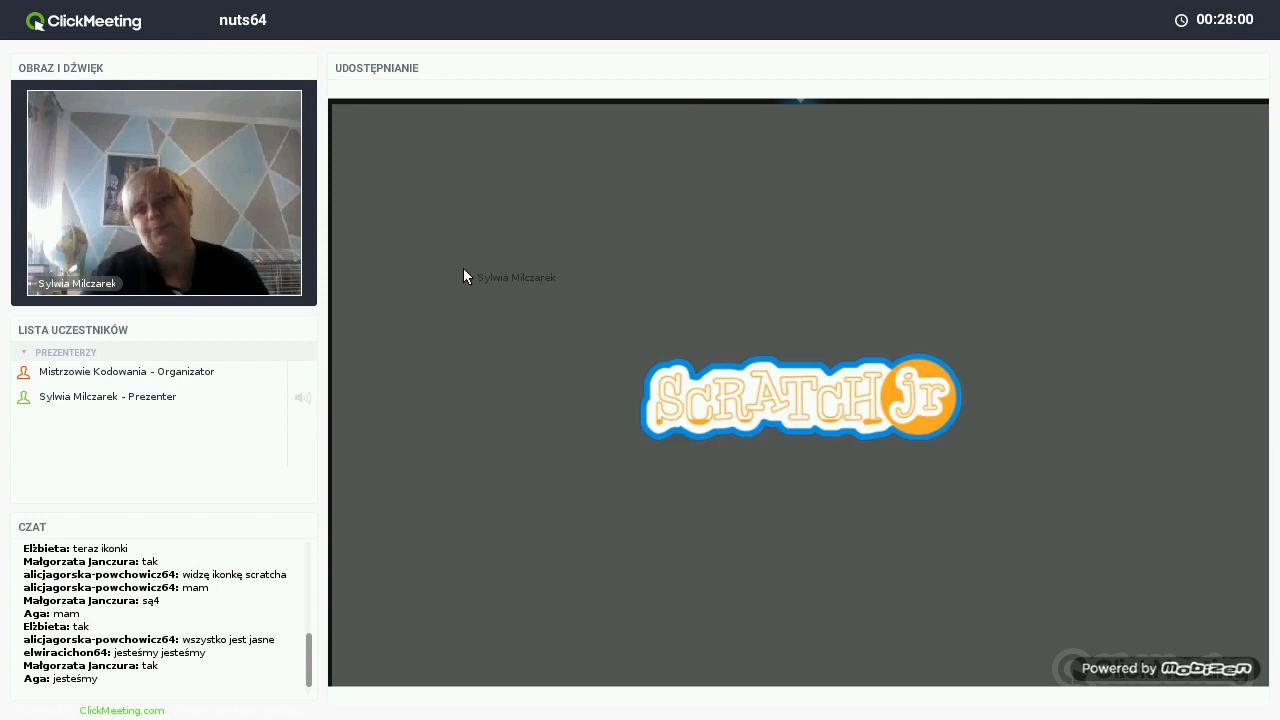 ClickMeeting
nuts64
00:28:00
OBRAZ I DŹWIĘK
Sylwia Milczarek
LISTA UCZESTNIKÓW
PREZENTERZY
Mistrzowie Kodowania - Organizator
Sylwia Milczarek - Prezenter
CZAT
Elżbieta: teraz ikonki
Małgorzata Janczura: tak
alicjagorska-powchowicz64: widzę ikonkę scratcha
alicjagorska-powchowicz64: mam
Małgorzata Janczura: są4
Aga: mam
Elżbieta: tak
alicjagorska-powchowicz64: wszystko jest jasne
elwiracichon64: jesteśmy jesteśmy
Małgorzata Janczura: tak
Aga: jesteśmy
ClickMeeting.com
UDOSTĘPNIANIE
Sylwia Milczarek
SCRATCH jr
Powered by Mobizen